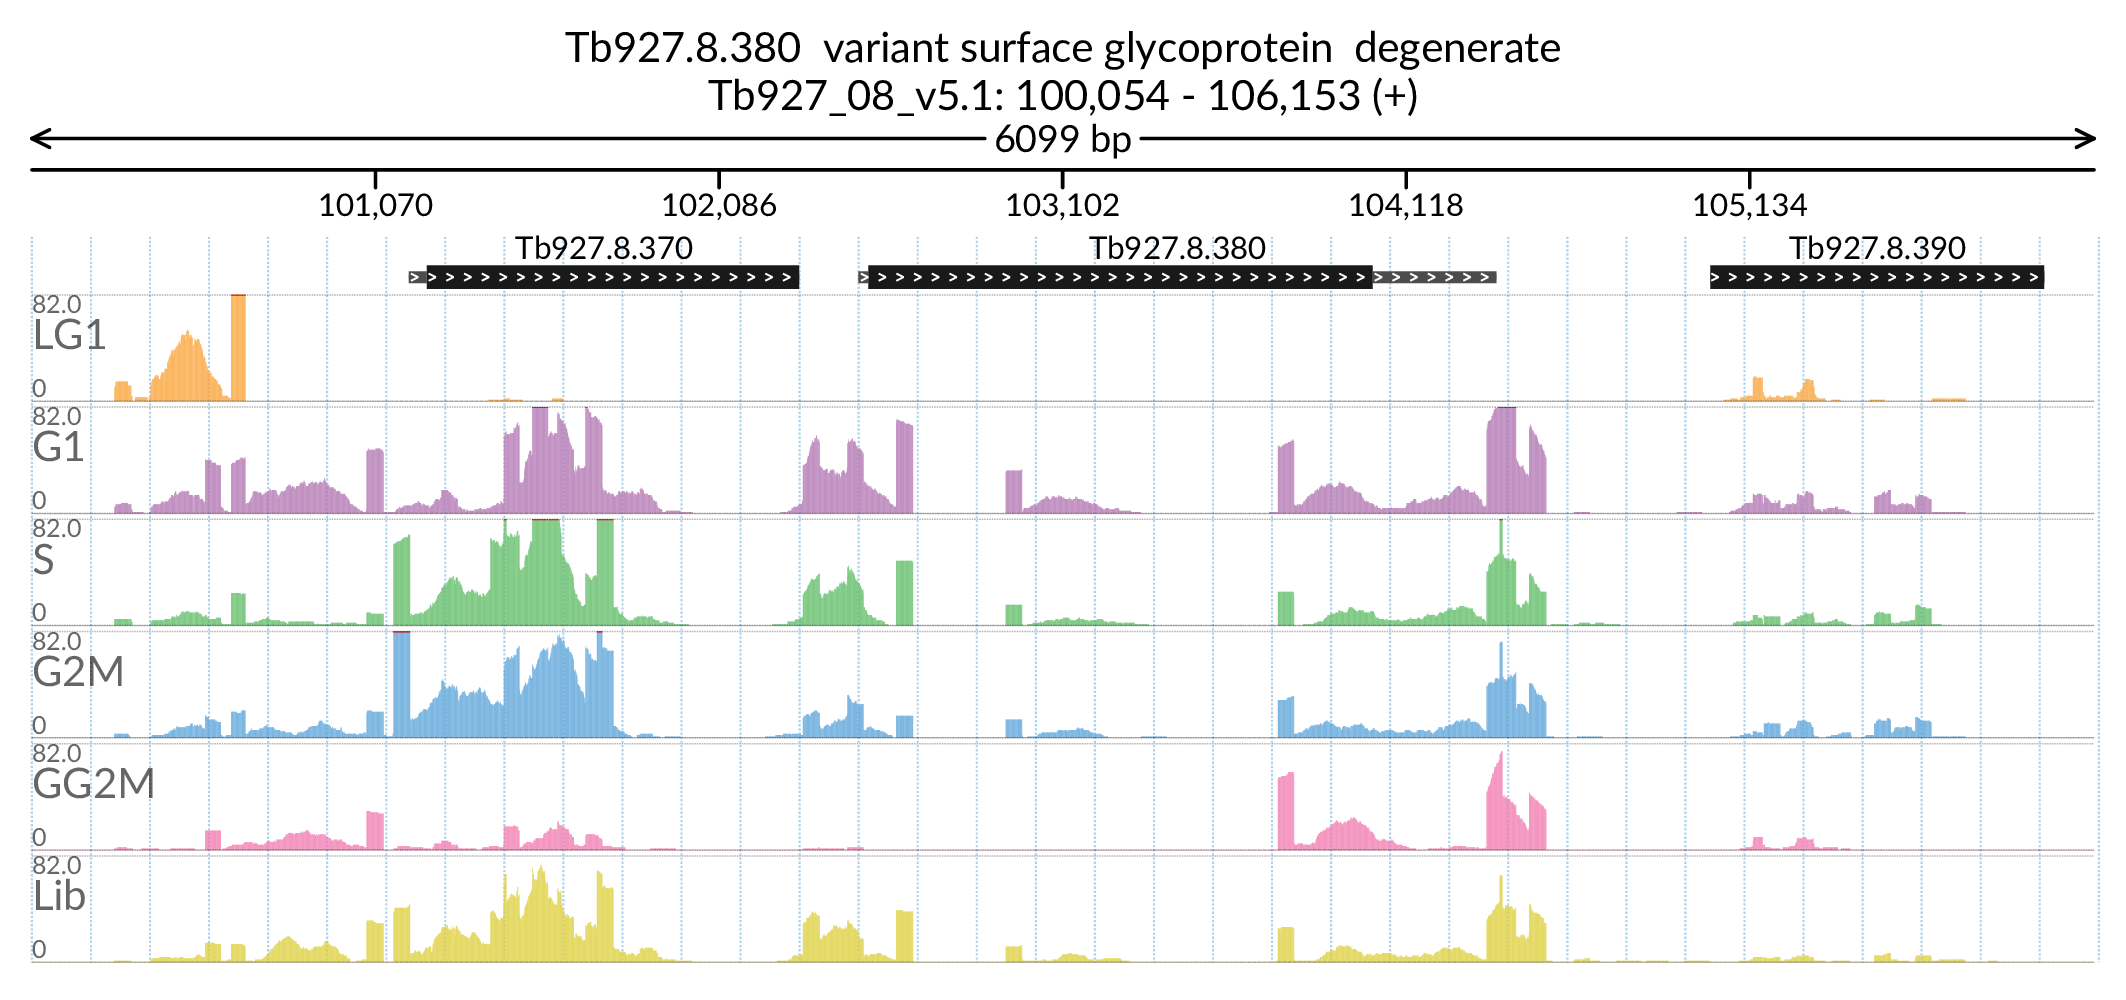 Tb927.8.380 variant surface glycoprotein degenerate
Tb927_08_v5.1: 100,054 - 106,153 (+)
6099 bp
101,070 102,086 103,102 104,118 105,134
Tb927.8.370 Tb927.8.380 Tb927.8.390
82.0
LG1
0
82.0
G1
0
82.0
S
0
82.0
G2M
0
82.0
GG2M
0
82.0
Lib
0